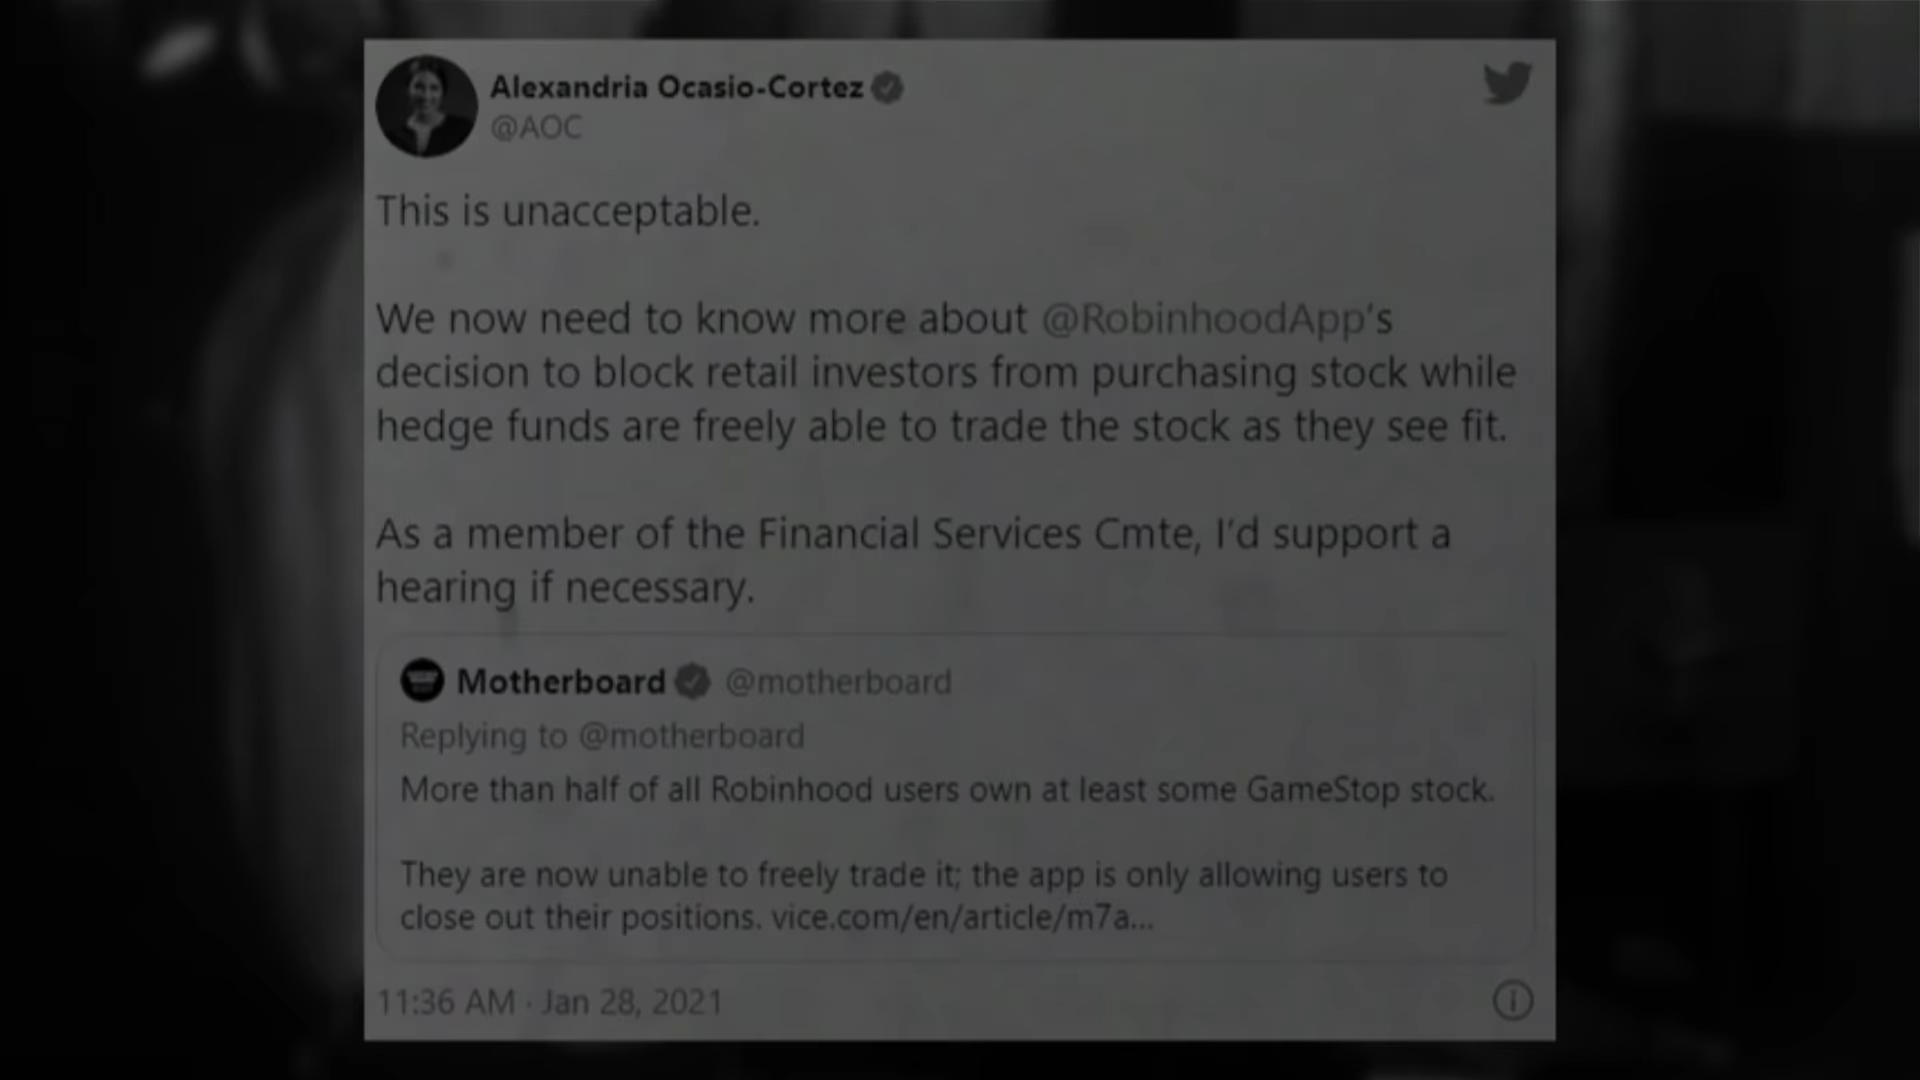 Alexandria Ocasio-Cortez
@AOC
This is unacceptable.
We now need to know more about @RobinhoodApp's
decision to block retail investors from purchasing stock while
hedge funds are freely able to trade the stock as they see fit.
As a member of the Financial Services Cmte, I'd support a
hearing if necessary.
Motherboard @motherboard
Replying to @motherboard
More than half of all Robinhood users own at least some GameStop stock.
They are now unable to freely trade it; the app is only allowing users to
close out their positions. vice.com/en/article/m7a...
11:36 AM · Jan 28, 2021